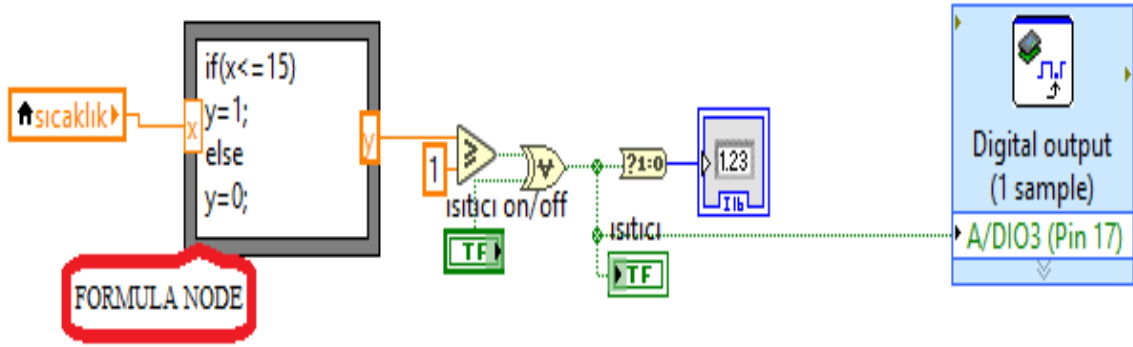 sıcaklık
x
if(x<=15)
y=1;
else
y=0;
y
FORMULA NODE
1
≥
V
ısıtıcı on/off
TF
?1:0
1.23
I16
ısıtıcı
TF
Digital output
(1 sample)
A/DIO3 (Pin 17)